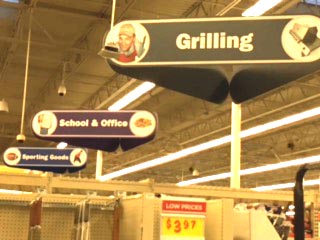 Grilling
School & Office
Sporting Goods
LOW PRICES
$3.97